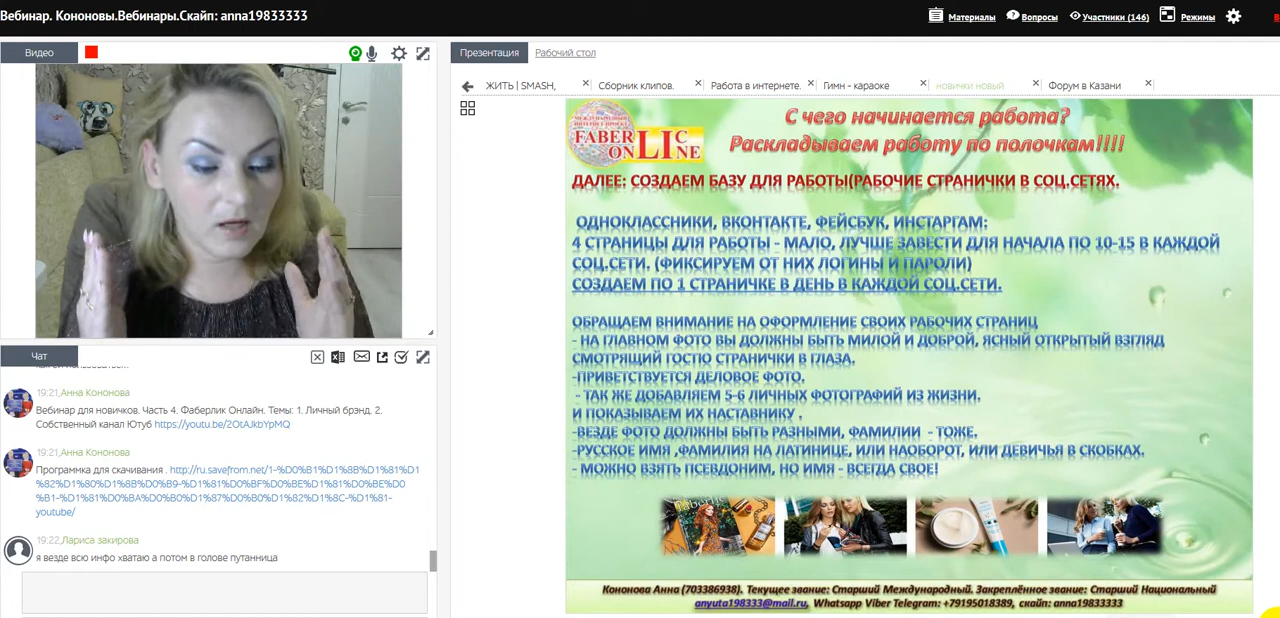 Вебинар. Кононовы.Вебинары.Скайп: anna19833333
Материалы
Вопросы
Участники (146)
Режимы
Видео
Презентация
Рабочий стол
ЖИТЬ | SMASH,
Сборник клипов.
Работа в интернете.
Гимн - караоке
новички новый
Форум в Казани
МЕЖДУНАРОДНЫЙ
ИНТЕРНЕТ-ПРОЕКТ
FABERLIC
ONLINE
С чего начинается работа?
Раскладываем работу по полочкам!!!!
ДАЛЕЕ: СОЗДАЕМ БАЗУ ДЛЯ РАБОТЫ(РАБОЧИЕ СТРАНИЧКИ В СОЦ.СЕТЯХ.
ОДНОКЛАССНИКИ, ВКОНТАКТЕ, ФЕЙСБУК, ИНСТАРГАМ:
4 СТРАНИЦЫ ДЛЯ РАБОТЫ - МАЛО, ЛУЧШЕ ЗАВЕСТИ ДЛЯ НАЧАЛА ПО 10-15 В КАЖДОЙ
СОЦ.СЕТИ. (ФИКСИРУЕМ ОТ НИХ ЛОГИНЫ И ПАРОЛИ)
СОЗДАЕМ ПО 1 СТРАНИЧКЕ В ДЕНЬ В КАЖДОЙ СОЦ.СЕТИ.
ОБРАЩАЕМ ВНИМАНИЕ НА ОФОРМЛЕНИЕ СВОИХ РАБОЧИХ СТРАНИЦ
- НА ГЛАВНОМ ФОТО ВЫ ДОЛЖНЫ БЫТЬ МИЛОЙ И ДОБРОЙ, ЯСНЫЙ ОТКРЫТЫЙ ВЗГЛЯД
СМОТРЯЩИЙ ГОСТЮ СТРАНИЧКИ В ГЛАЗА.
-ПРИВЕТСТВУЕТСЯ ДЕЛОВОЕ ФОТО.
- ТАК ЖЕ ДОБАВЛЯЕМ 5-6 ЛИЧНЫХ ФОТОГРАФИЙ ИЗ ЖИЗНИ.
И ПОКАЗЫВАЕМ ИХ НАСТАВНИКУ .
-ВЕЗДЕ ФОТО ДОЛЖНЫ БЫТЬ РАЗНЫМИ, ФАМИЛИИ - ТОЖЕ.
-РУССКОЕ ИМЯ ,ФАМИЛИЯ НА ЛАТИНИЦЕ, ИЛИ НАОБОРОТ, ИЛИ ДЕВИЧЬЯ В СКОБКАХ.
- МОЖНО ВЗЯТЬ ПСЕВДОНИМ, НО ИМЯ - ВСЕГДА СВОЕ!
Кононова Анна (703386938). Текущее звание: Старший Международный. Закреплённое звание: Старший Национальный
anyuta198333@mail.ru, Whatsapp Viber Telegram: +79195018389, скайп: anna19833333
Чат
19:21,Анна Кононова
Вебинар для новичков. Часть 4. Фаберлик Онлайн. Темы: 1. Личный брэнд. 2.
Собственный канал Ютуб https://youtu.be/2OtAJkbYpMQ
19:21,Анна Кононова
Программка для скачивания . http://ru.savefrom.net/1-%D0%B1%D1%8B%D1%81%D1
%82%D1%80%D1%8B%D0%B9-%D1%81%D0%BF%D0%BE%D1%81%D0%BE%D0
%B1-%D1%81%D0%BA%D0%B0%D1%87%D0%B0%D1%82%D1%8C-%D1%81-
youtube/
19:22,Лариса закирова
я везде всю инфо хватаю а потом в голове путанница